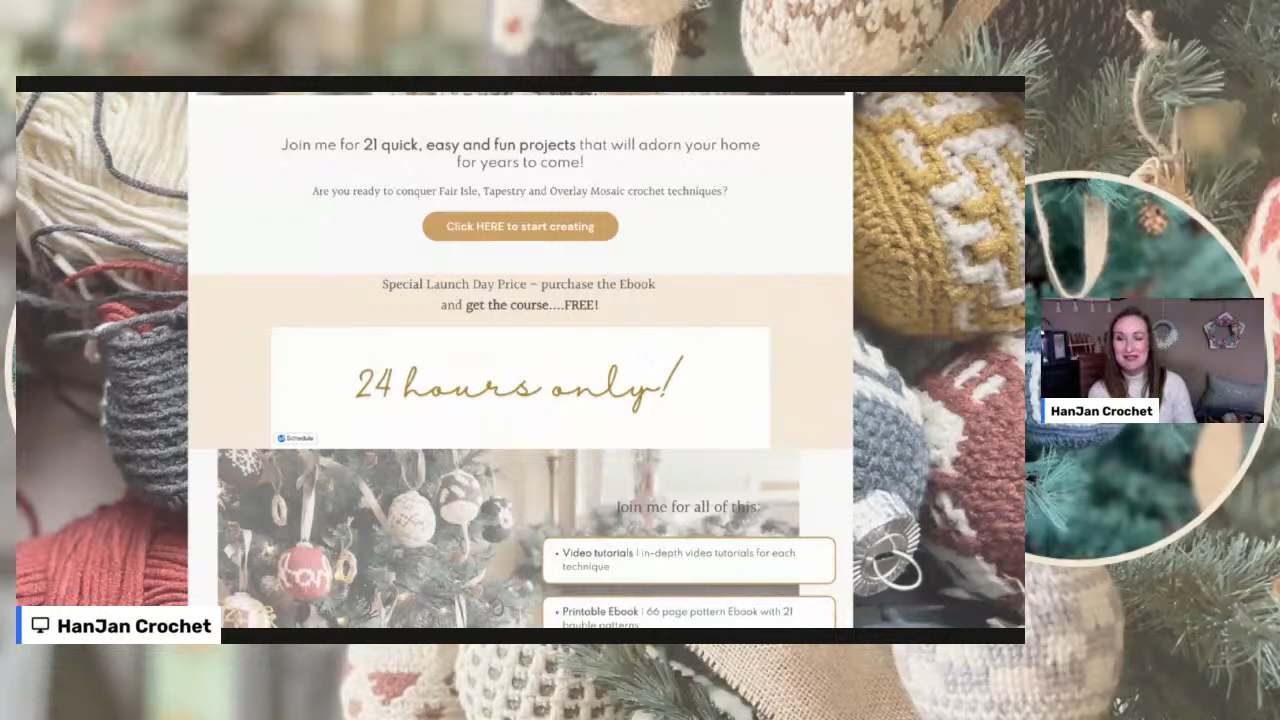 Join me for 21 quick, easy and fun projects that will adorn your home
for years to come!
Are you ready to conquer Fair Isle, Tapestry and Overlay Mosaic crochet techniques?
Click HERE to start creating
Special Launch Day Price – purchase the Ebook
and get the course....FREE!
24 hours only!
Schedule
Join me for all of this:
• Video tutorials | in-depth video tutorials for each
technique
• Printable Ebook | 66 page pattern Ebook with 21
bauble patterns
HanJan Crochet
HanJan Crochet